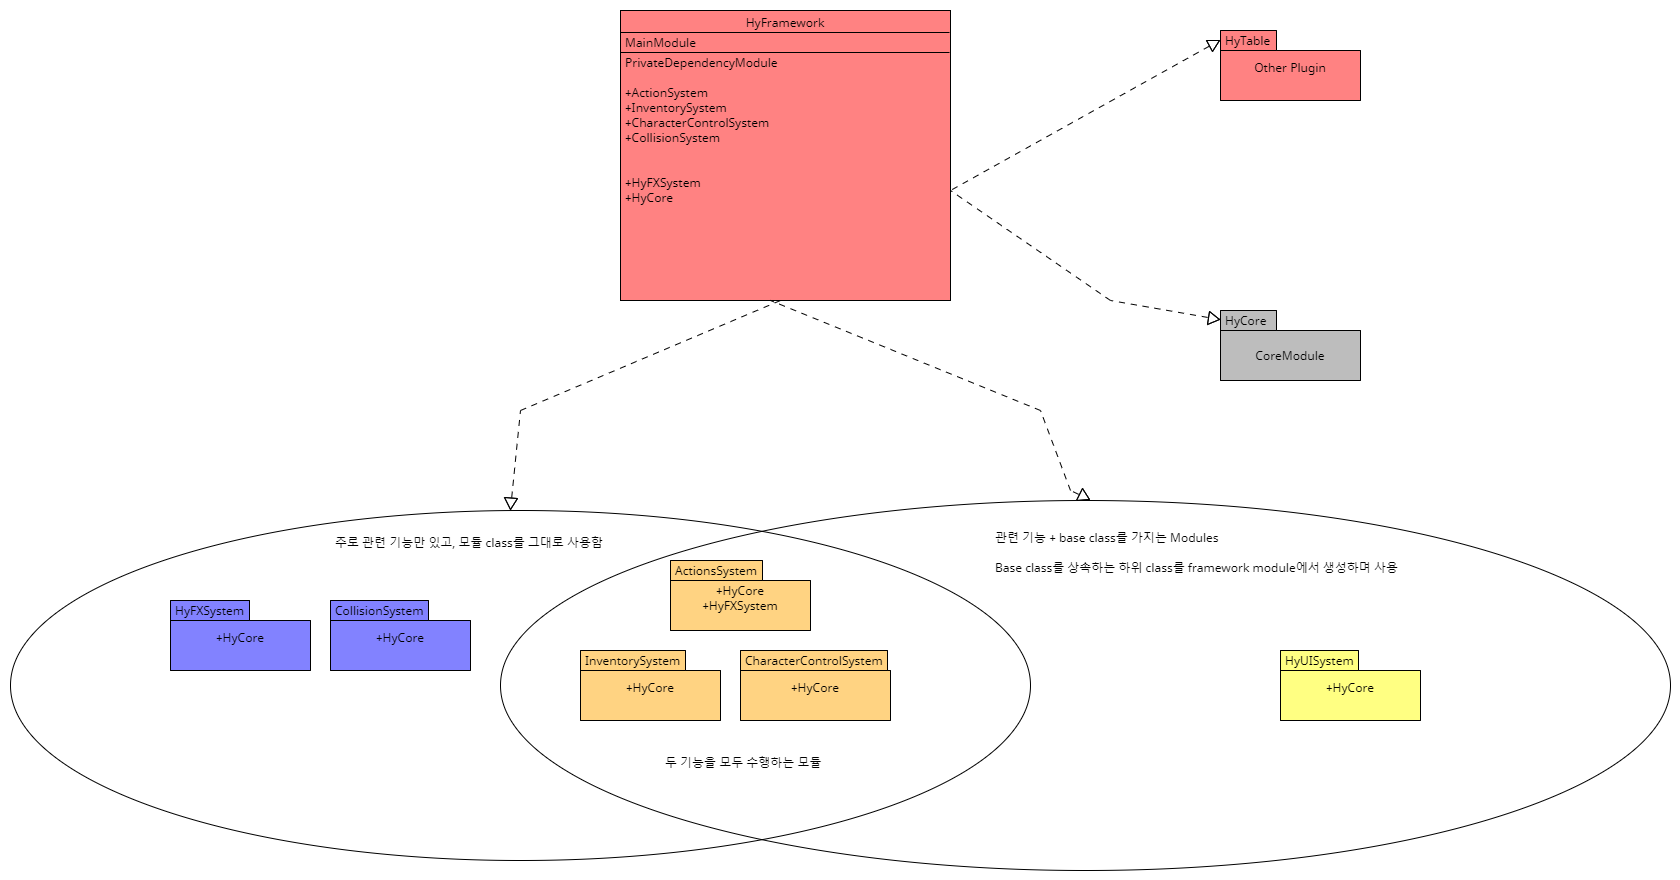 HyFramework
MainModule
PrivateDependencyModule
+ActionSystem
+InventorySystem
+CharacterControlSystem
+CollisionSystem
+HyFXSystem
+HyCore
HyTable
Other Plugin
HyCore
CoreModule
주로 관련 기능만 있고, 모듈 class를 그대로 사용함
HyFXSystem
+HyCore
CollisionSystem
+HyCore
ActionsSystem
+HyCore
+HyFXSystem
InventorySystem
+HyCore
CharacterControlSystem
+HyCore
두 기능을 모두 수행하는 모듈
관련 기능 + base class를 가지는 Modules
Base class를 상속하는 하위 class를 framework module에서 생성하며 사용
HyUISystem
+HyCore